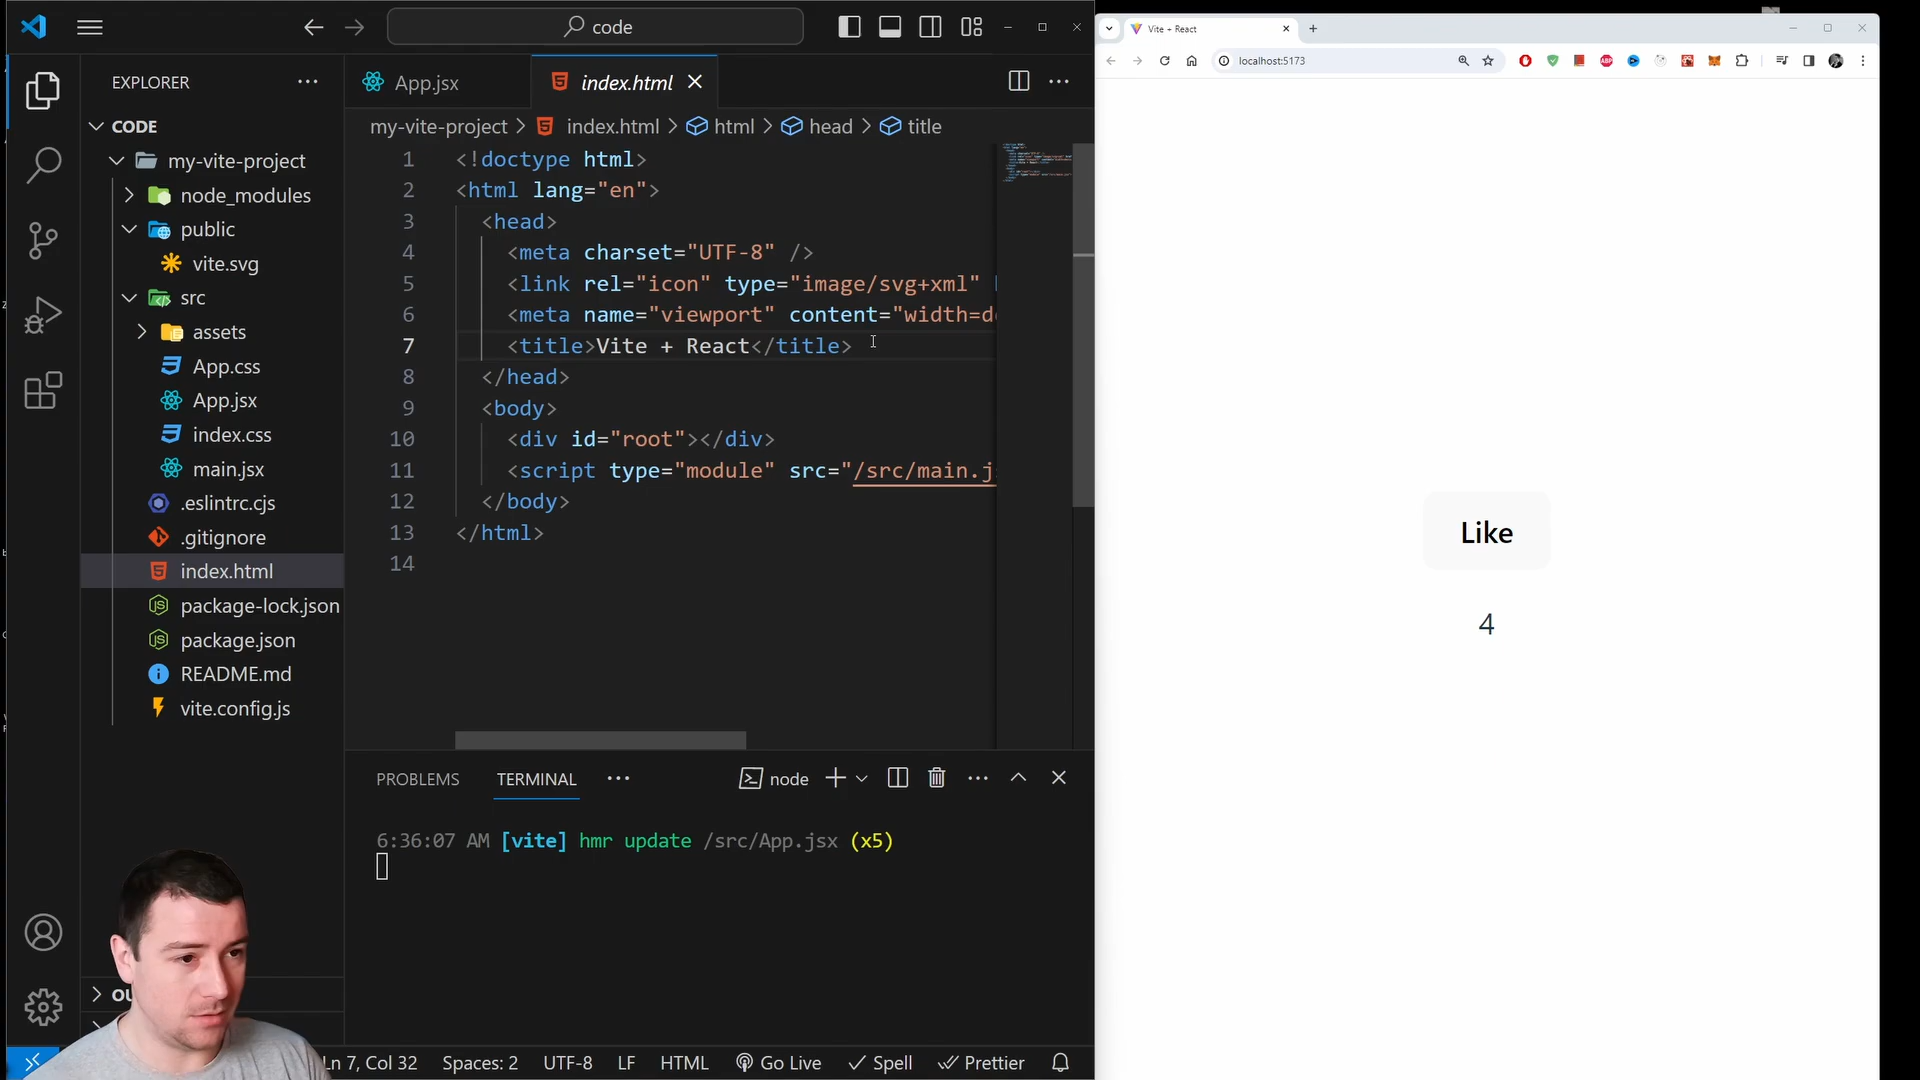 code
EXPLORER
CODE
my-vite-project
node_modules
public
vite.svg
src
assets
App.css
App.jsx
index.css
main.jsx
.eslintrc.cjs
.gitignore
index.html
package-lock.json
package.json
README.md
vite.config.js
App.jsx
index.html
my-vite-project > index.html > html > head > title
1 <!doctype html>
2 <html lang="en">
3 <head>
4 <meta charset="UTF-8" />
5 <link rel="icon" type="image/svg+xml"
6 <meta name="viewport" content="width=d
7 <title>Vite + React</title>
8 </head>
9 <body>
10 <div id="root"></div>
11 <script type="module" src="/src/main.j
12 </body>
13 </html>
14
PROBLEMS TERMINAL node
6:36:07 AM [vite] hmr update /src/App.jsx (x5)
Ln 7, Col 32 Spaces: 2 UTF-8 LF HTML Go Live Spell Prettier
Vite + React
localhost:5173
ABP
Like
4